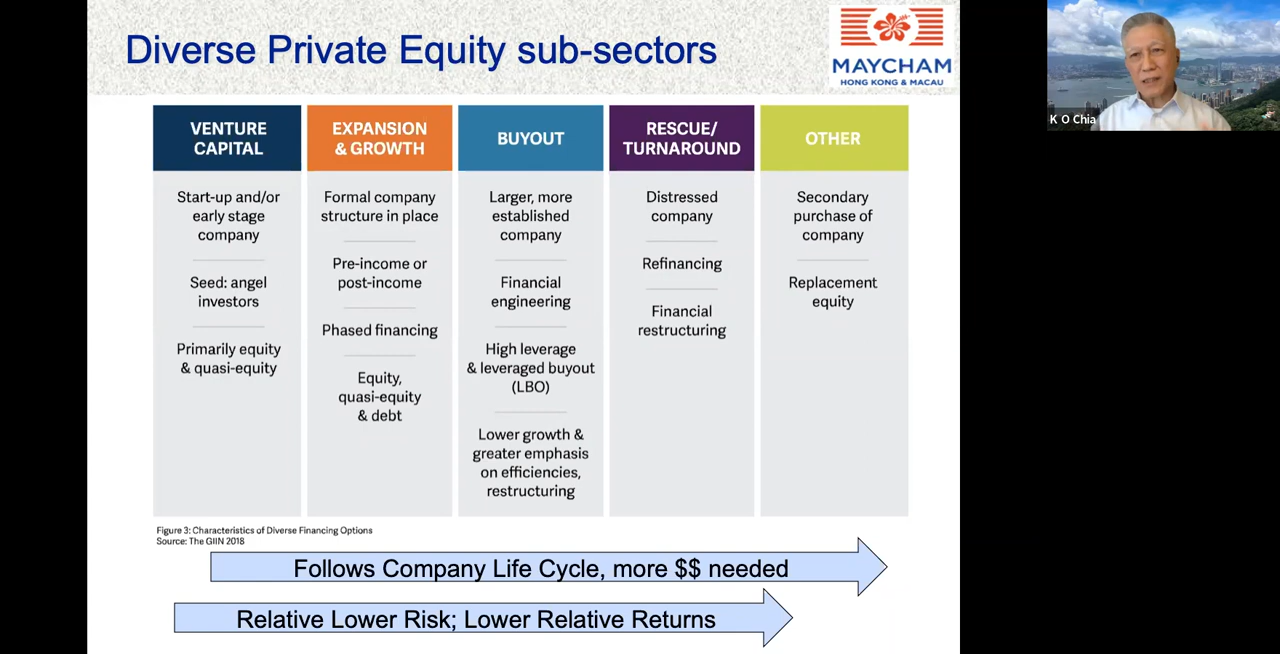 Diverse Private Equity sub-sectors
MAYCHAM
HONG KONG & MACAU
K O Chia
VENTURE
CAPITAL
Start-up and/or
early stage
company
Seed: angel
investors
Primarily equity
& quasi-equity
EXPANSION
& GROWTH
Formal company
structure in place
Pre-income or
post-income
Phased financing
Equity,
quasi-equity
& debt
BUYOUT
Larger, more
established
company
Financial
engineering
High leverage
& leveraged buyout
(LBO)
Lower growth &
greater emphasis
on efficiencies,
restructuring
RESCUE/
TURNAROUND
Distressed
company
Refinancing
Financial
restructuring
OTHER
Secondary
purchase of
company
Replacement
equity
Figure 3: Characteristics of Diverse Financing Options
Source: The GIIN 2018
Follows Company Life Cycle, more $$ needed
Relative Lower Risk; Lower Relative Returns